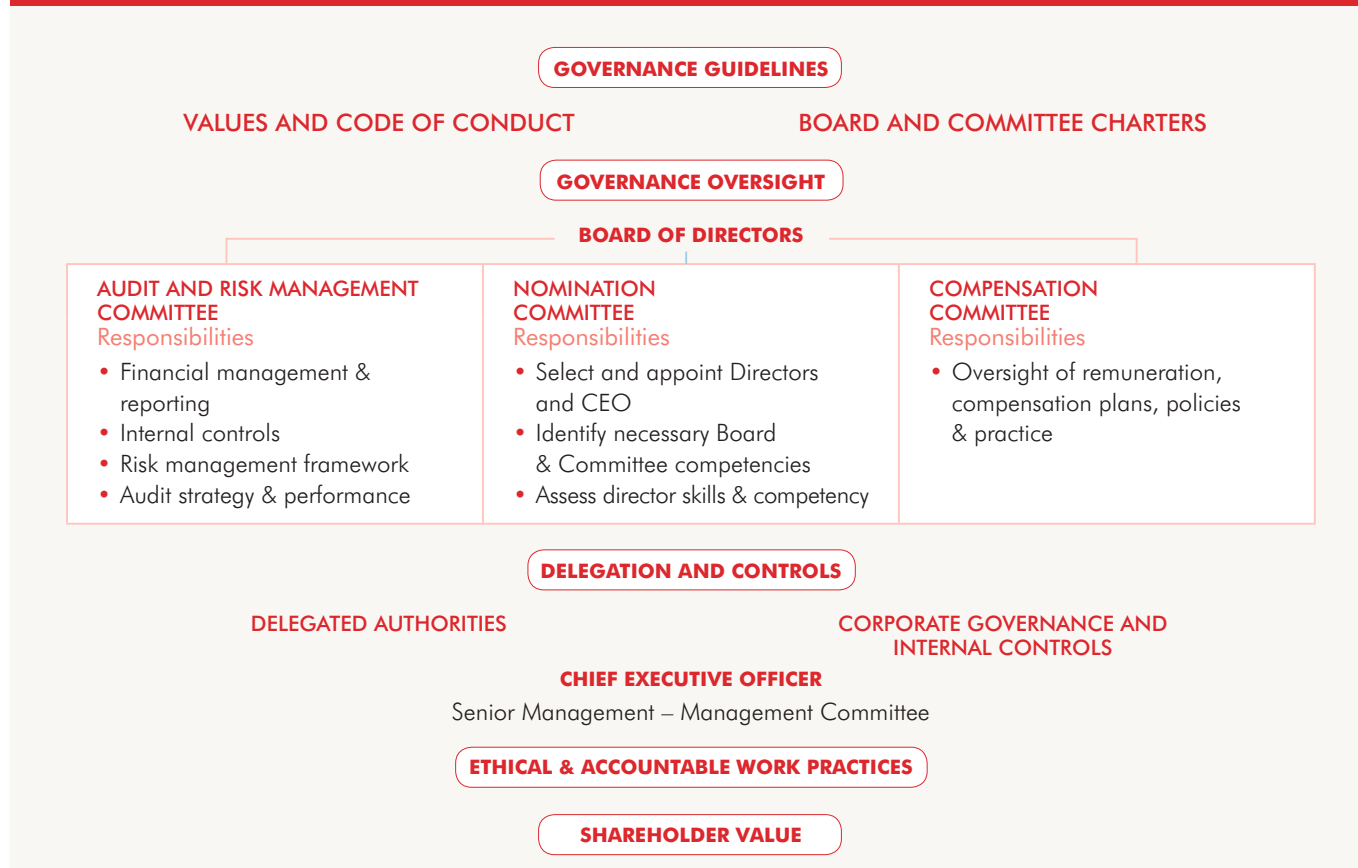 GOVERNANCE GUIDELINES
VALUES AND CODE OF CONDUCT
BOARD AND COMMITTEE CHARTERS
GOVERNANCE OVERSIGHT
BOARD OF DIRECTORS
AUDIT AND RISK MANAGEMENT
COMMITTEE
Responsibilities
• Financial management &
reporting
• Internal controls
• Risk management framework
• Audit strategy & performance
NOMINATION
COMMITTEE
Responsibilities
• Select and appoint Directors
and CEO
• Identify necessary Board
& Committee competencies
• Assess director skills & competency
COMPENSATION
COMMITTEE
Responsibilities
• Oversight of remuneration,
compensation plans, policies
& practice
DELEGATION AND CONTROLS
DELEGATED AUTHORITIES
CORPORATE GOVERNANCE AND
INTERNAL CONTROLS
CHIEF EXECUTIVE OFFICER
Senior Management – Management Committee
ETHICAL & ACCOUNTABLE WORK PRACTICES
SHAREHOLDER VALUE